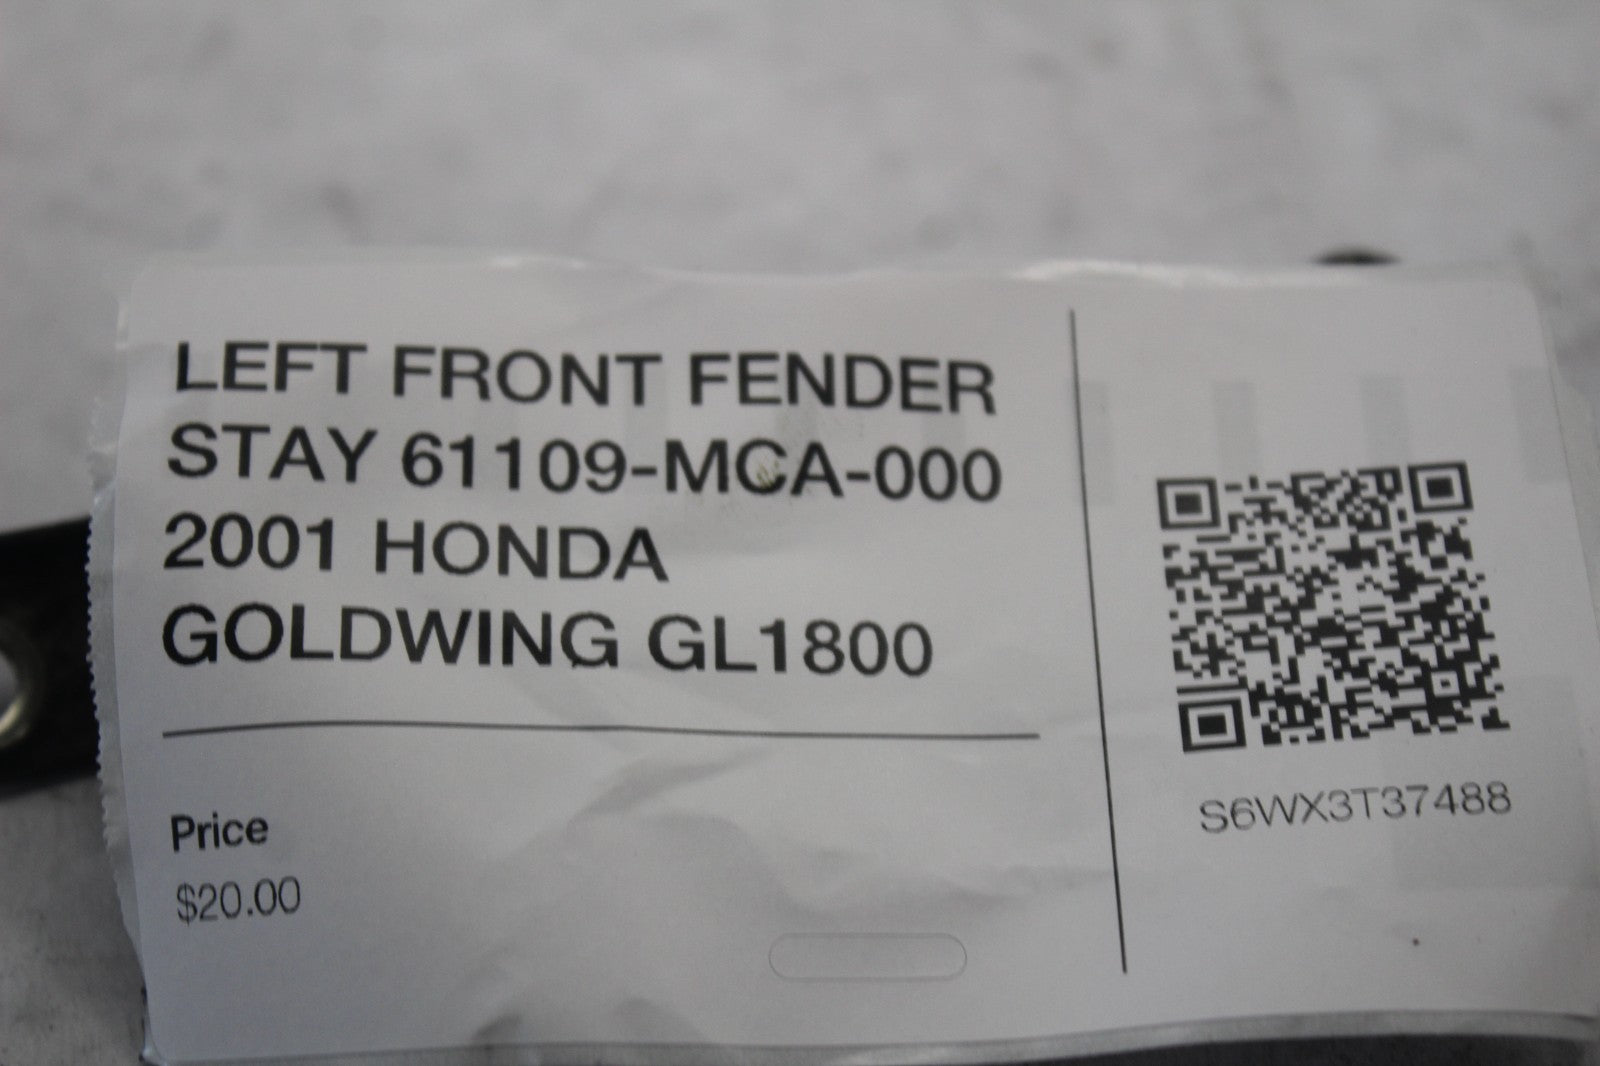 LEFT FRONT FENDER
STAY 61109-MCA-000
2001 HONDA
GOLDWING GL1800
Price
$20.00
S6WX3T37488